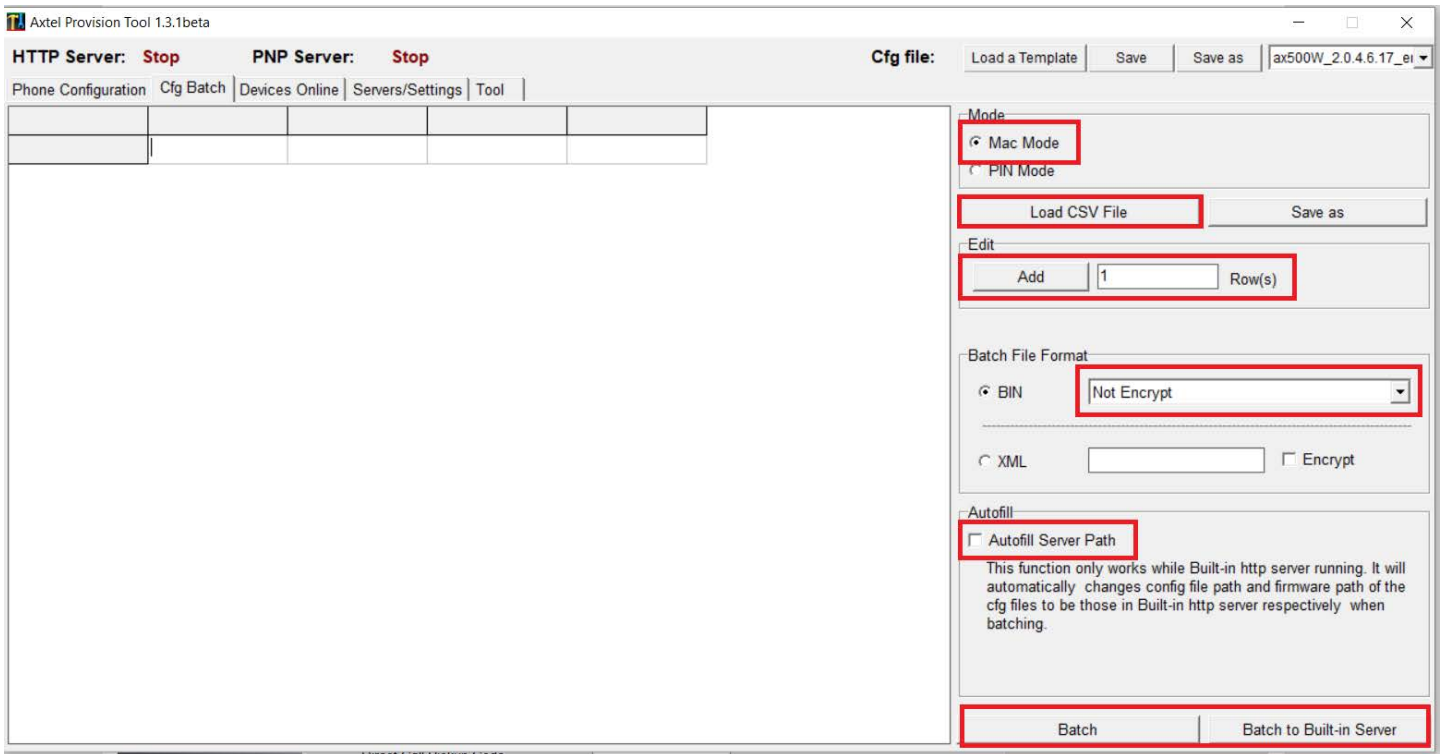 Axtel Provision Tool 1.3.1beta
HTTP Server: Stop PNP Server: Stop Cfg file: Load a Template Save Save as ax500W_2.0.4.6.17_
Phone Configuration Cfg Batch Devices Online Servers/Settings Tool
Mode
Mac Mode
PIN Mode
Load CSV File Save as
Edit
Add 1 Row(s)
Batch File Format
BIN Not Encrypt
XML Encrypt
Autofill
Autofill Server Path
This function only works while Built-in http server running. It will
automatically changes config file path and firmware path of the
cfg files to be those in Built-in http server respectively when
batching.
Batch Batch to Built-in Server